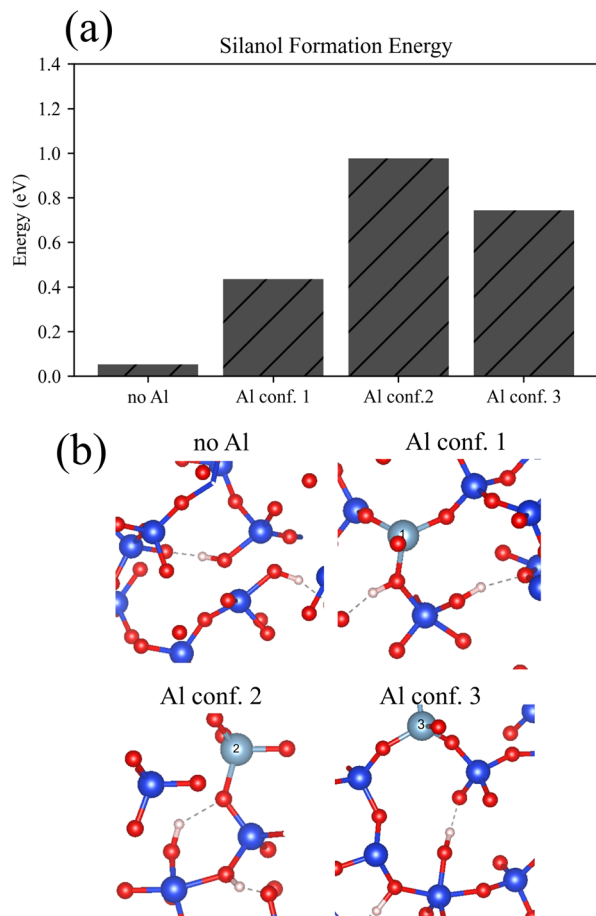 (a)
Silanol Formation Energy
1.4
1.2
1.0
0.8
0.6
0.4
0.2
0.0
Energy (eV)
no Al
Al conf. 1
Al conf.2
Al conf. 3
(b)
no Al
Al conf. 1
1
Al conf. 2
Al conf. 3
2
3